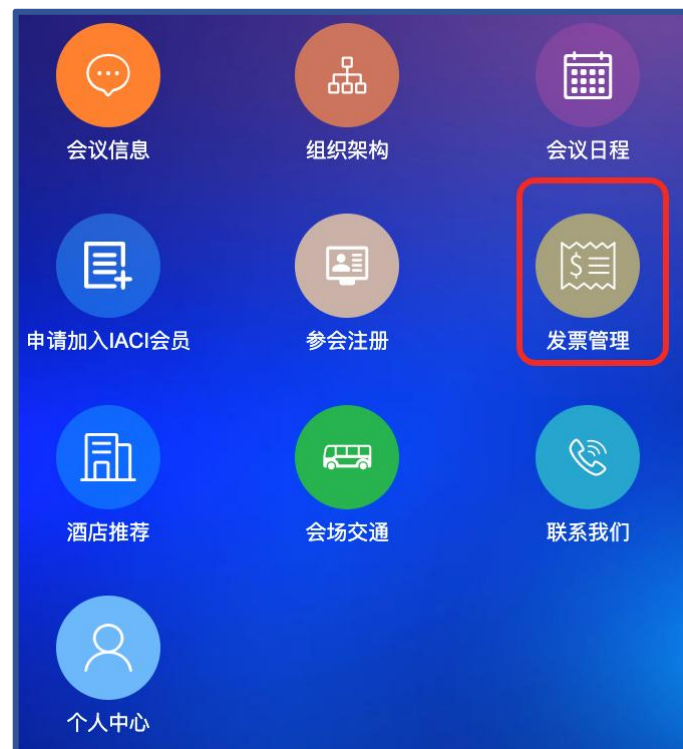 会议信息
组织架构
会议日程
申请加入IACI会员
参会注册
$
发票管理
酒店推荐
会场交通
联系我们
个人中心